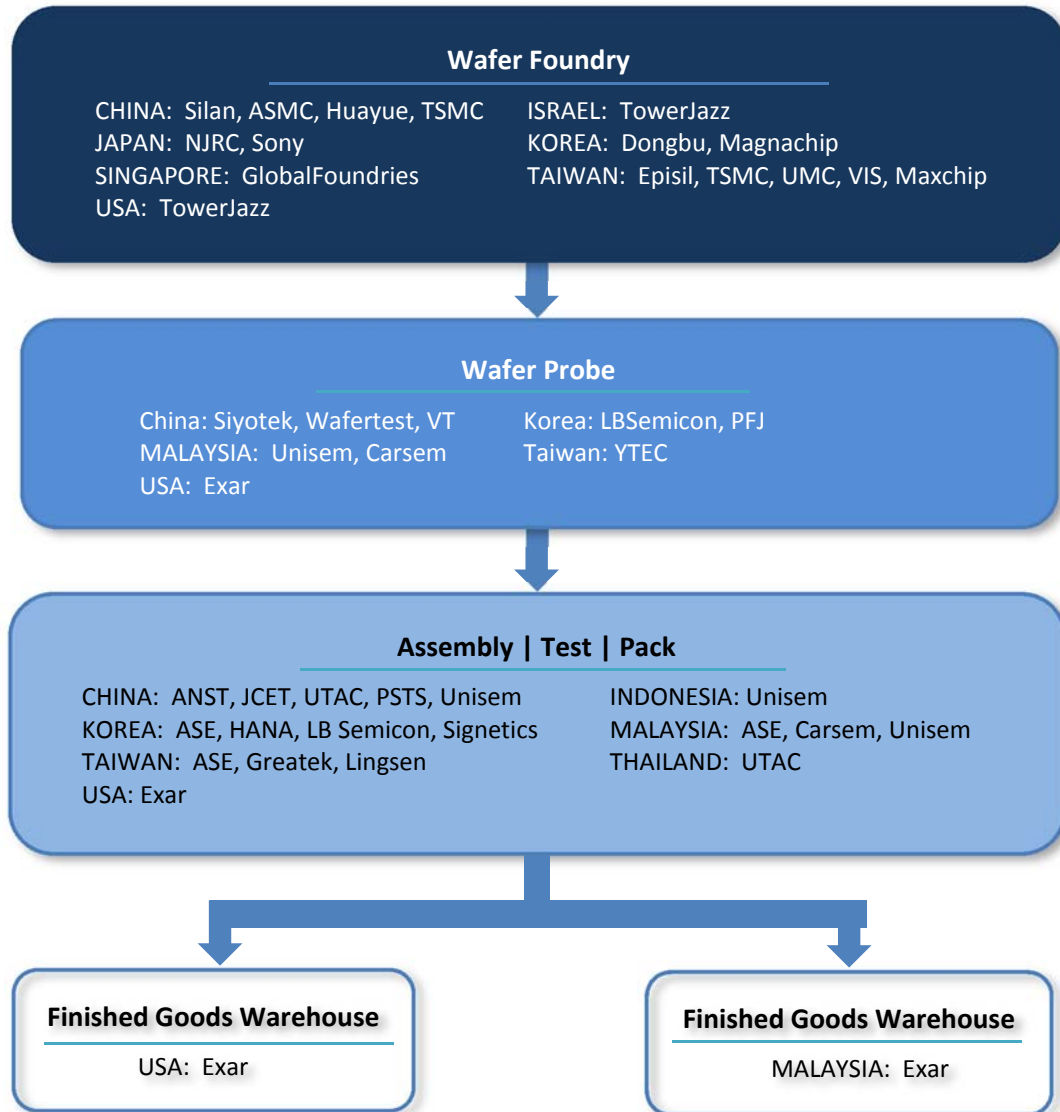 Wafer Foundry
CHINA: Silan, ASMC, Huayue, TSMC
JAPAN: NJRC, Sony
SINGAPORE: GlobalFoundries
USA: TowerJazz
ISRAEL: TowerJazz
KOREA: Dongbu, Magnachip
TAIWAN: Episil, TSMC, UMC, VIS, Maxchip
Wafer Probe
China: Siyotek, Wafertest, VT
MALAYSIA: Unisem, Carsem
USA: Exar
Korea: LBSemicon, PFJ
Taiwan: YTEC
Assembly | Test | Pack
CHINA: ANST, JCET, UTAC, PSTS, Unisem
KOREA: ASE, HANA, LB Semicon, Signetics
TAIWAN: ASE, Greatek, Lingsen
USA: Exar
INDONESIA: Unisem
MALAYSIA: ASE, Carsem, Unisem
THAILAND: UTAC
Finished Goods Warehouse
USA: Exar
Finished Goods Warehouse
MALAYSIA: Exar